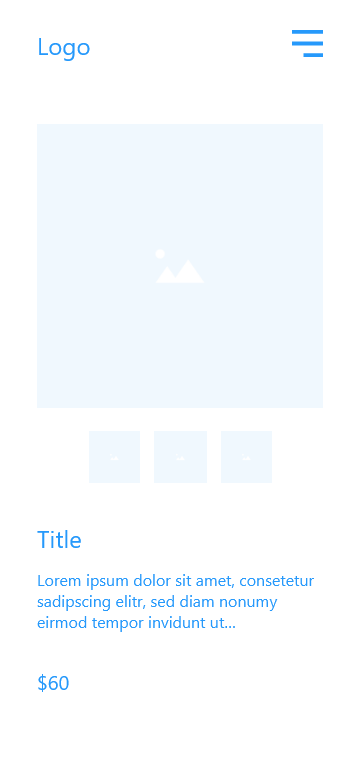 Logo
Title
Lorem ipsum dolor sit amet, consetetur
sadipscing elitr, sed diam nonumy
eirmod tempor invidunt ut...
$60